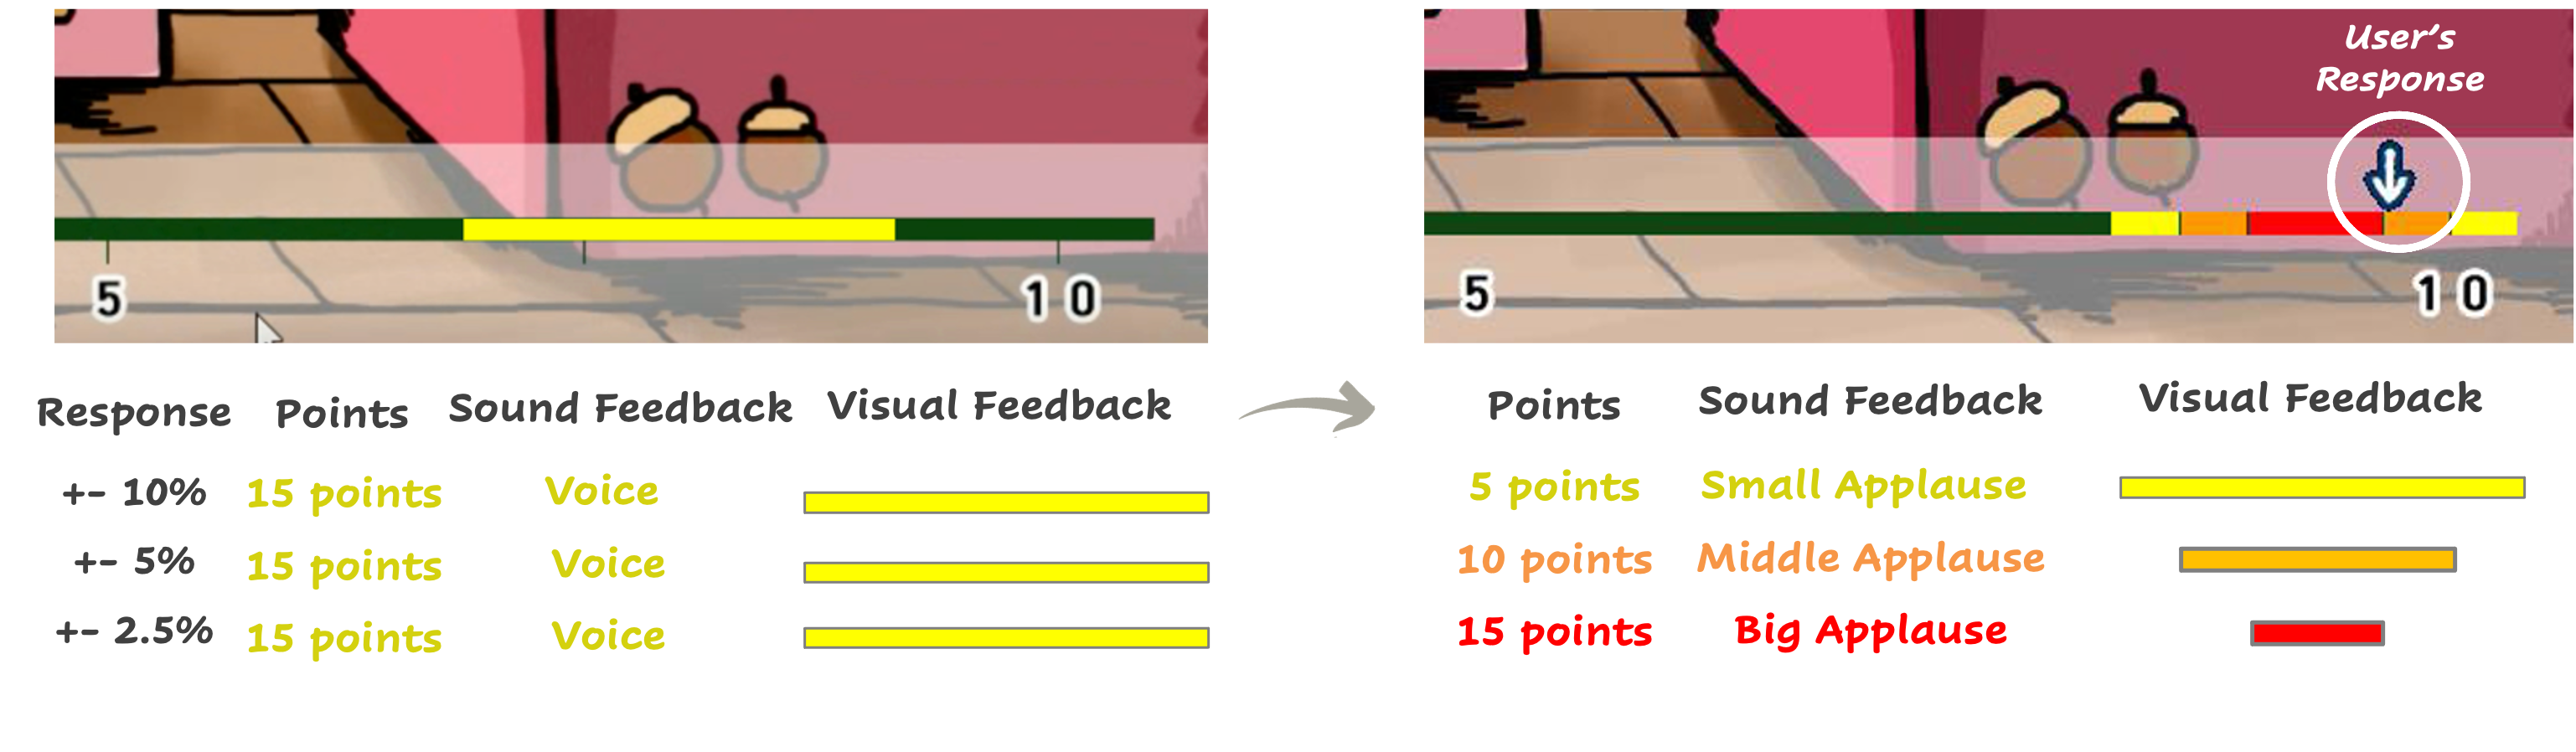 User's
Response
5
10
5
10
Response Points Sound Feedback Visual Feedback
+- 10% 15 points Voice
+- 5% 15 points Voice
+- 2.5% 15 points Voice
Points Sound Feedback Visual Feedback
5 points Small Applause
10 points Middle Applause
15 points Big Applause